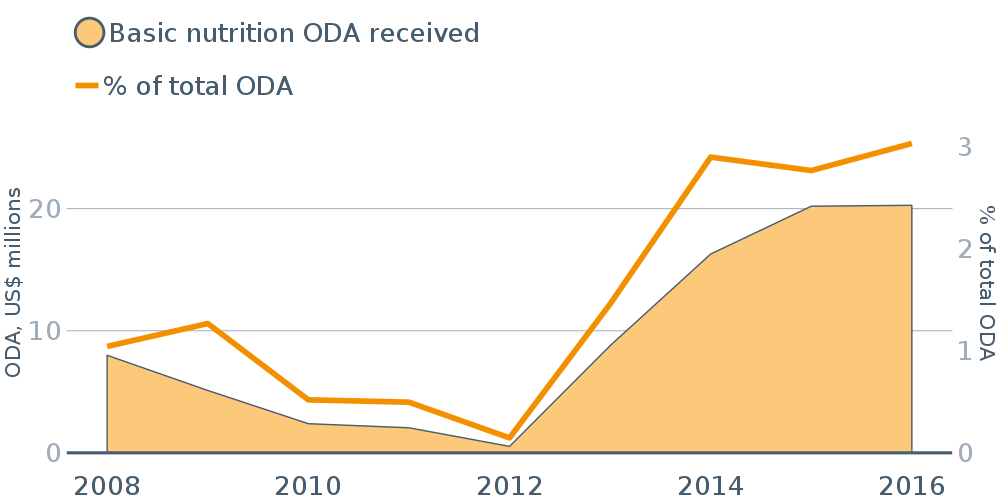 Basic nutrition ODA received
% of total ODA
ODA, US$ millions
20
10
0
3
2
1
0
% of total ODA
2008 2010 2012 2014 2016